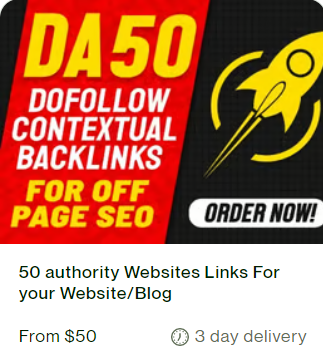 DA50
DOFOLLOW
CONTEXTUAL
BACKLINKS
FOR OFF
PAGE SEO
ORDER NOW!
50 authority Websites Links For
your Website/Blog
From $50
3 day delivery